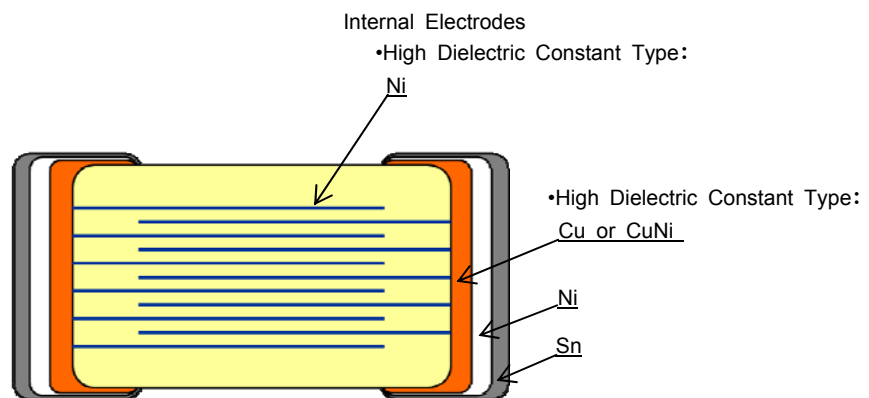 Internal Electrodes
•High Dielectric Constant Type:
Ni
•High Dielectric Constant Type:
Cu or CuNi
Ni
Sn